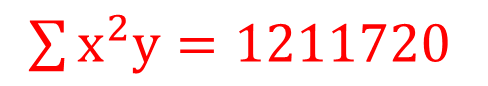 ∑ x²y = 1211720